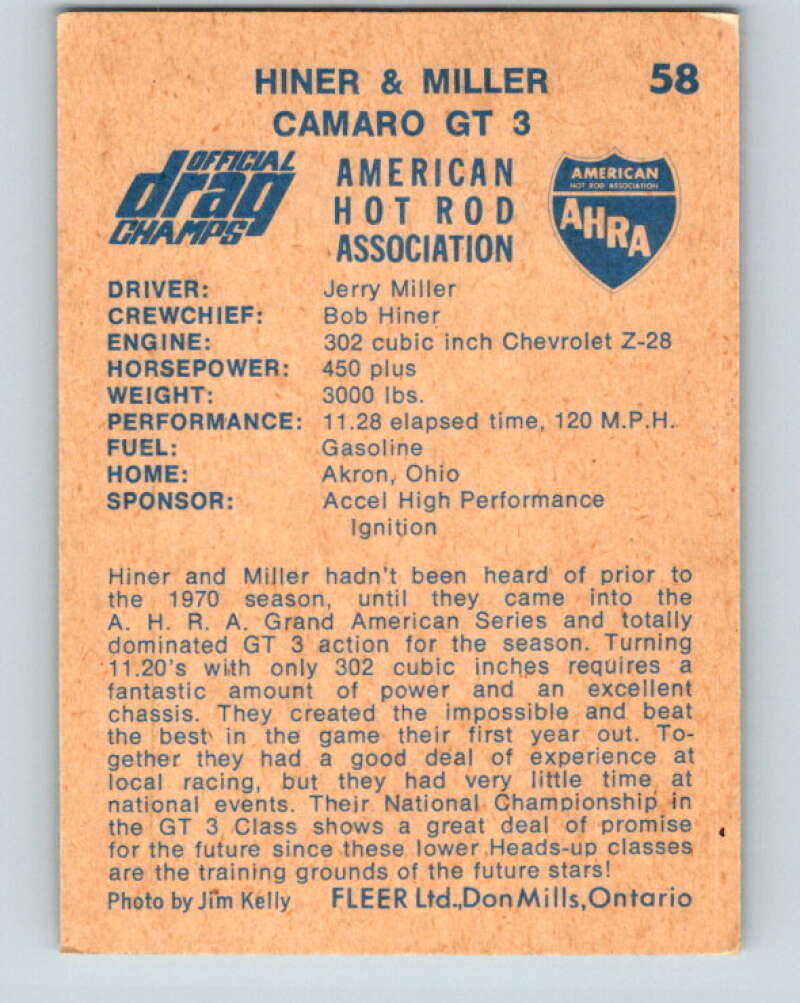 HINER & MILLER 58
CAMARO GT 3
OFFICIAL
drag
CHAMPS
AMERICAN
HOT ROD
ASSOCIATION
AMERICAN
HOT ROD ASSOCIATION
AHRA
DRIVER: Jerry Miller
CREWCHIEF: Bob Hiner
ENGINE: 302 cubic inch Chevrolet Z-28
HORSEPOWER: 450 plus
WEIGHT: 3000 lbs.
PERFORMANCE: 11.28 elapsed time, 120 M.P.H.
FUEL: Gasoline
HOME: Akron, Ohio
SPONSOR: Accel High Performance
Ignition
Hiner and Miller hadn't been heard of prior to
the 1970 season, until they came into the
A. H. R. A. Grand American Series and totally
dominated GT 3 action for the season. Turning
11.20's with only 302 cubic inches requires a
fantastic amount of power and an excellent
chassis. They created the impossible and beat
the best in the game their first year out. To-
gether they had a good deal of experience at
local racing, but they had very little time at
national events. Their National Championship in
the GT 3 Class shows a great deal of promise
for the future since these lower Heads-up classes
are the training grounds of the future stars!
Photo by Jim Kelly FLEER Ltd., Don Mills, Ontario